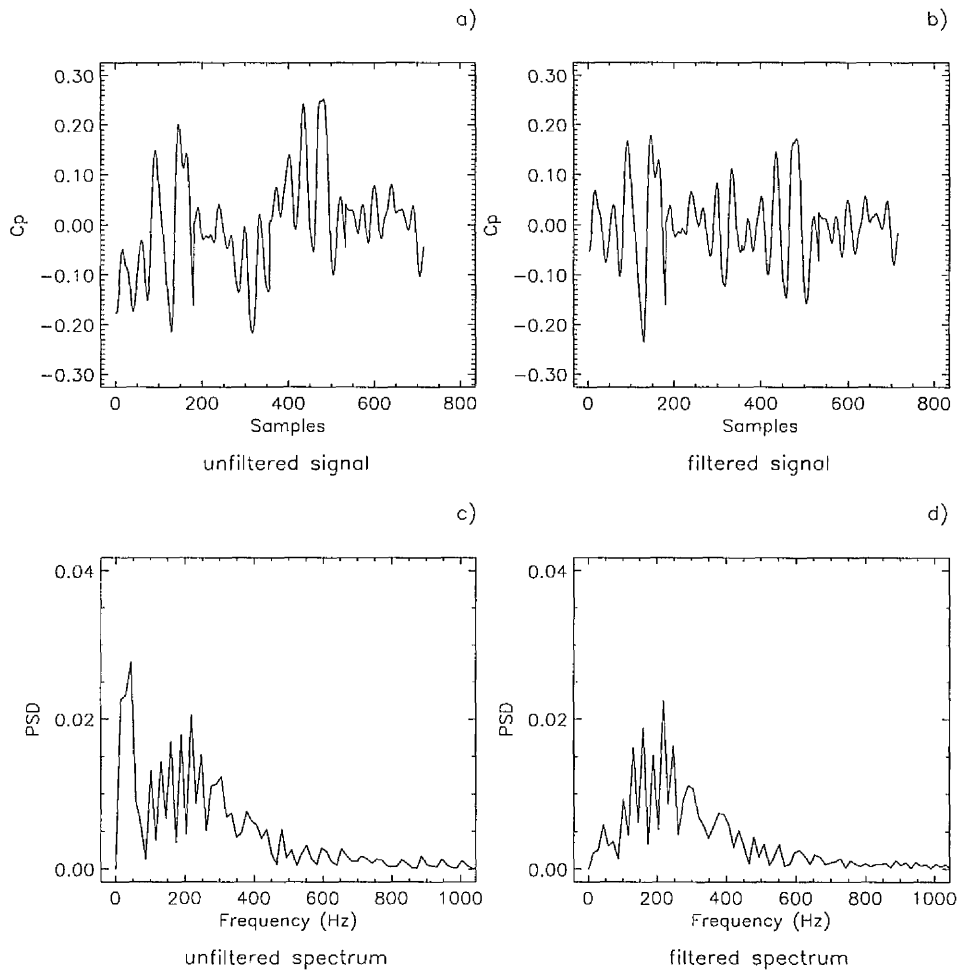 a)
b)
0.30
0.20
0.10
0.00
−0.10
−0.20
−0.30
Cp
0
200
400
600
800
Samples
unfiltered signal
0.30
0.20
0.10
0.00
−0.10
−0.20
−0.30
Cp
0
200
400
600
800
Samples
filtered signal
c)
d)
0.04
0.02
0.00
PSD
0
200
400
600
800
1000
Frequency (Hz)
unfiltered spectrum
0.04
0.02
0.00
PSD
0
200
400
600
800
1000
Frequency (Hz)
filtered spectrum